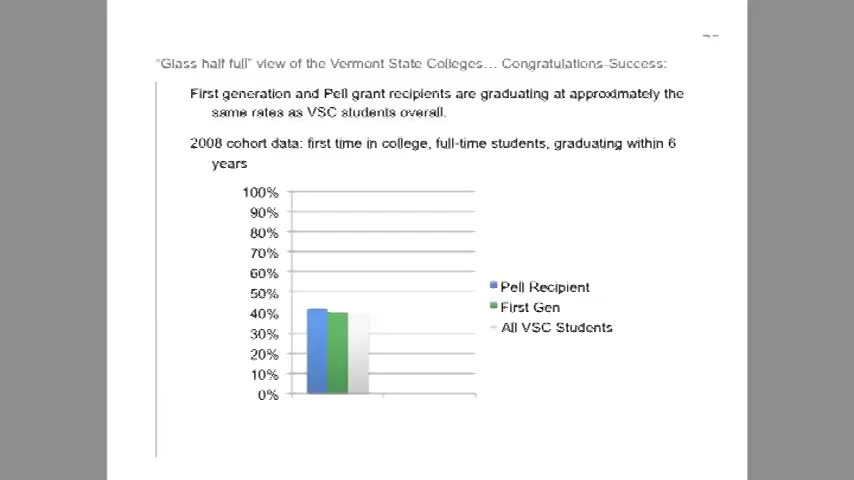 “Glass half full” view of the Vermont State Colleges… Congratulations-Success:
First generation and Pell grant recipients are graduating at approximately the
same rates as VSC students overall.
2008 cohort data: first time in college, full-time students, graduating within 6
years
100%
90%
80%
70%
60%
50%
40%
30%
20%
10%
0%
Pell Recipient
First Gen
All VSC Students